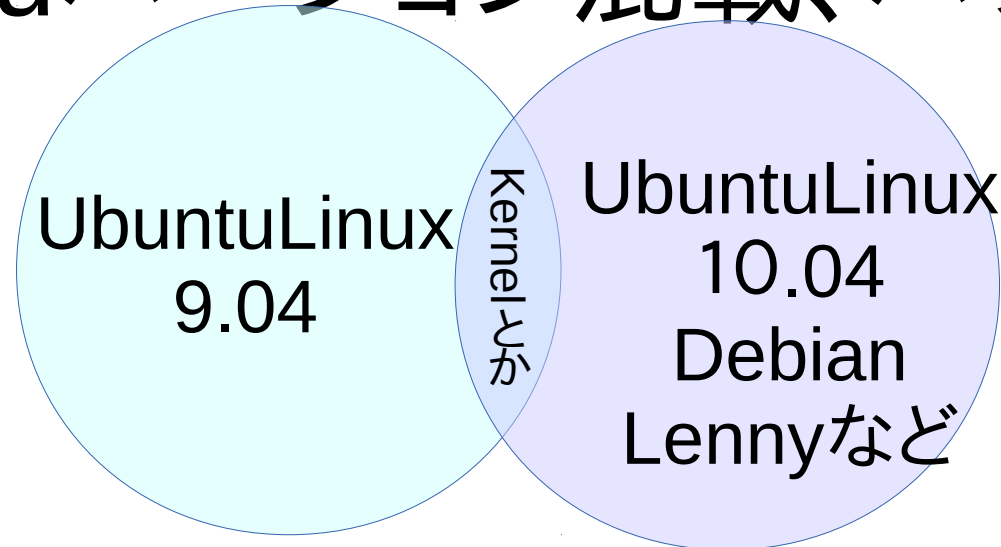 UbuntuLinux
9.04
Kernelとか
UbuntuLinux
10.04
Debian
Lennyなど